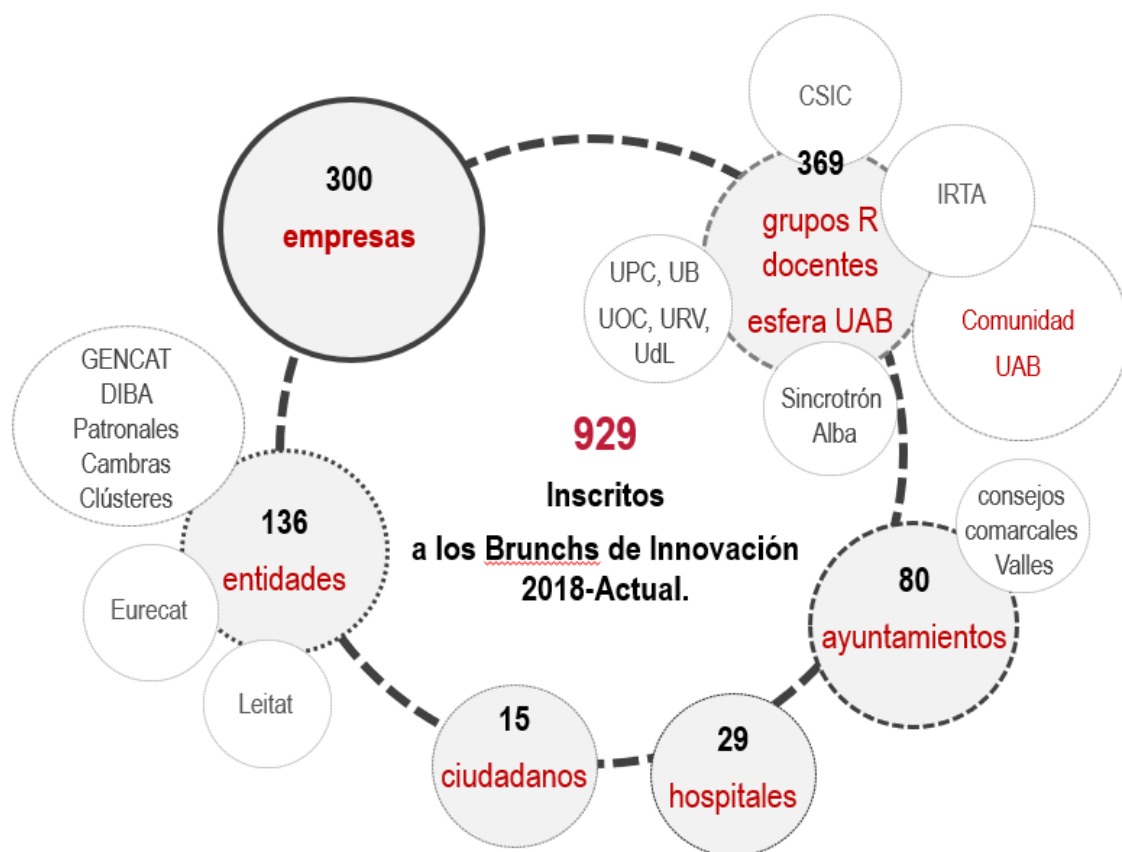 CSIC
300
empresas
369
grupos R
docentes
esfera UAB
IRTA
UPC, UB
UOC, URV,
UdL
Comunidad
UAB
Sincrotrón
Alba
GENCAT
DIBA
Patronales
Cambras
Clústeres
929
Inscritos
a los Brunchs de Innovación
2018-Actual.
136
entidades
Eurecat
Leitat
consejos
comarcales
Valles
80
ayuntamientos
15
ciudadanos
29
hospitales